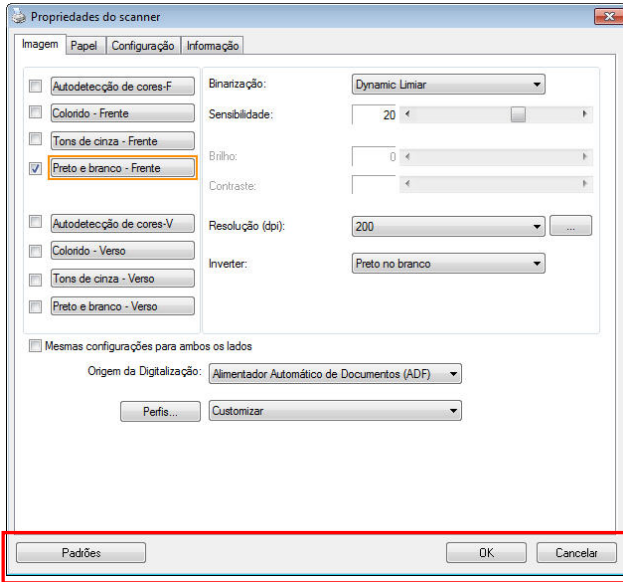 Propriedades do scanner
Imagem Papel Configuração Informação
Autodetecção de cores-F
Colorido - Frente
Tons de cinza - Frente
Preto e branco - Frente
Autodetecção de cores-V
Colorido - Verso
Tons de cinza - Verso
Preto e branco - Verso
Binarização: Dynamic Limiar
Sensibilidade: 20
Brilho: 0
Contraste:
Resolução (dpi): 200 ...
Inverter: Preto no branco
Mesmas configurações para ambos os lados
Origem da Digitalização: Alimentador Automático de Documentos (ADF)
Perfis... Customizar
Padrões OK Cancelar